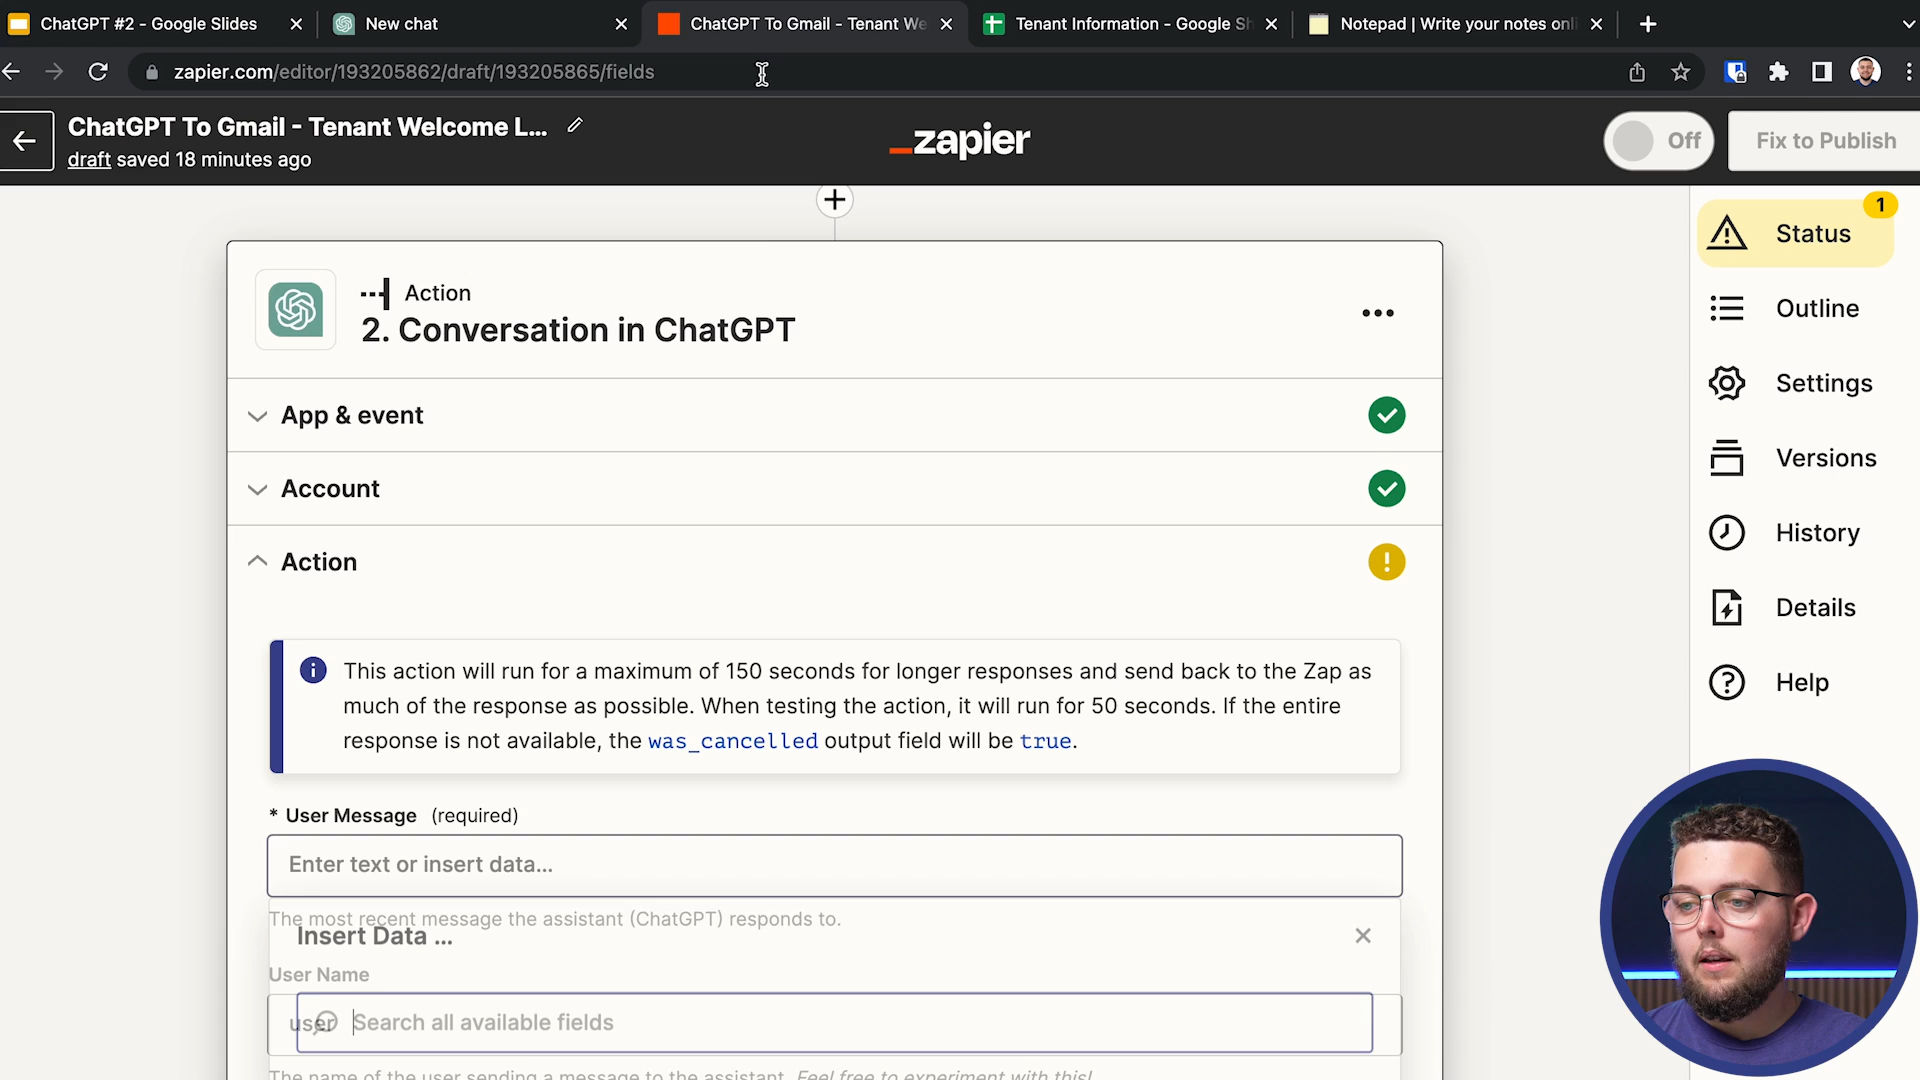 ChatGPT #2 - Google Slides
New chat
ChatGPT To Gmail - Tenant We
Tenant Information - Google Sh
Notepad | Write your notes onli
zapier.com/editor/193205862/draft/193205865/fields
ChatGPT To Gmail - Tenant Welcome L...
draft saved 18 minutes ago
zapier
Off
Fix to Publish
Action
2. Conversation in ChatGPT
App & event
Account
Action
This action will run for a maximum of 150 seconds for longer responses and send back to the Zap as
much of the response as possible. When testing the action, it will run for 50 seconds. If the entire
response is not available, the was_cancelled output field will be true.
* User Message (required)
Enter text or insert data...
The most recent message the assistant (ChatGPT) responds to.
Insert Data ...
User Name
user
Search all available fields
The name of the user sending a message to the assistant. Feel free to experiment with this!
1
Status
Outline
Settings
Versions
History
Details
Help